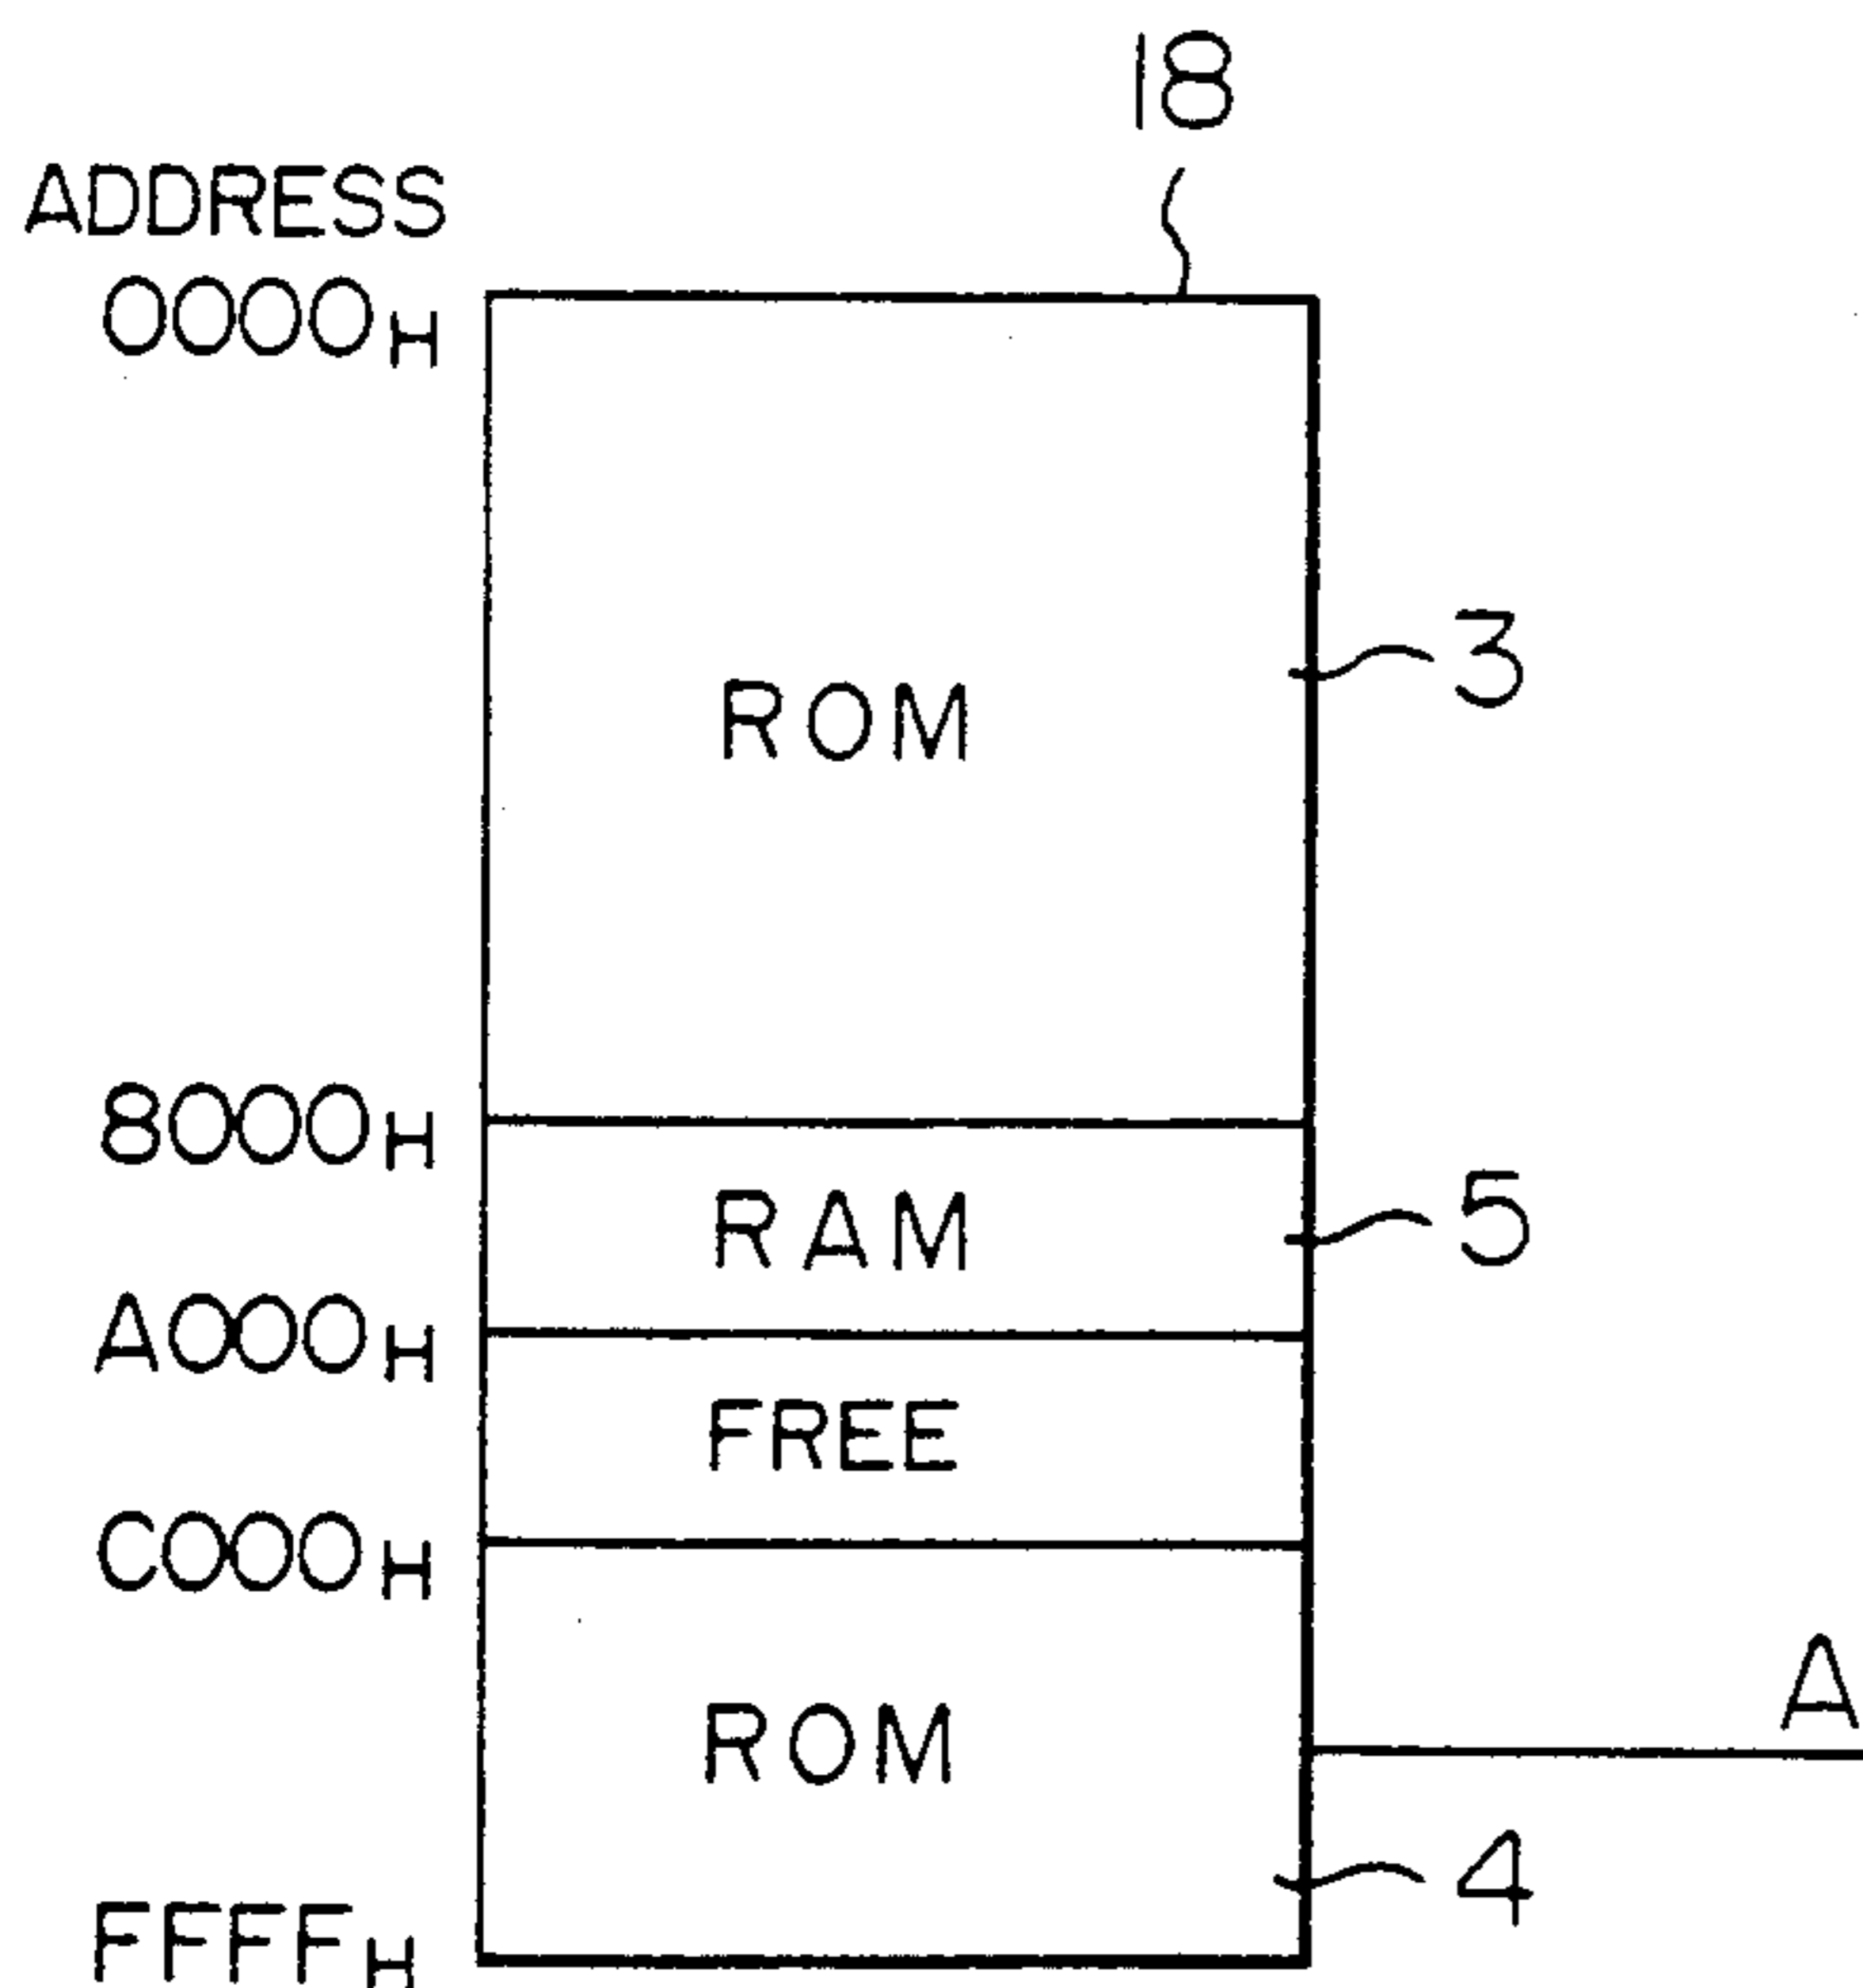 18
ADDRESS
0000H
ROM
3
8000H
RAM
5
A000H
FREE
C000H
A
ROM
4
FFFFH